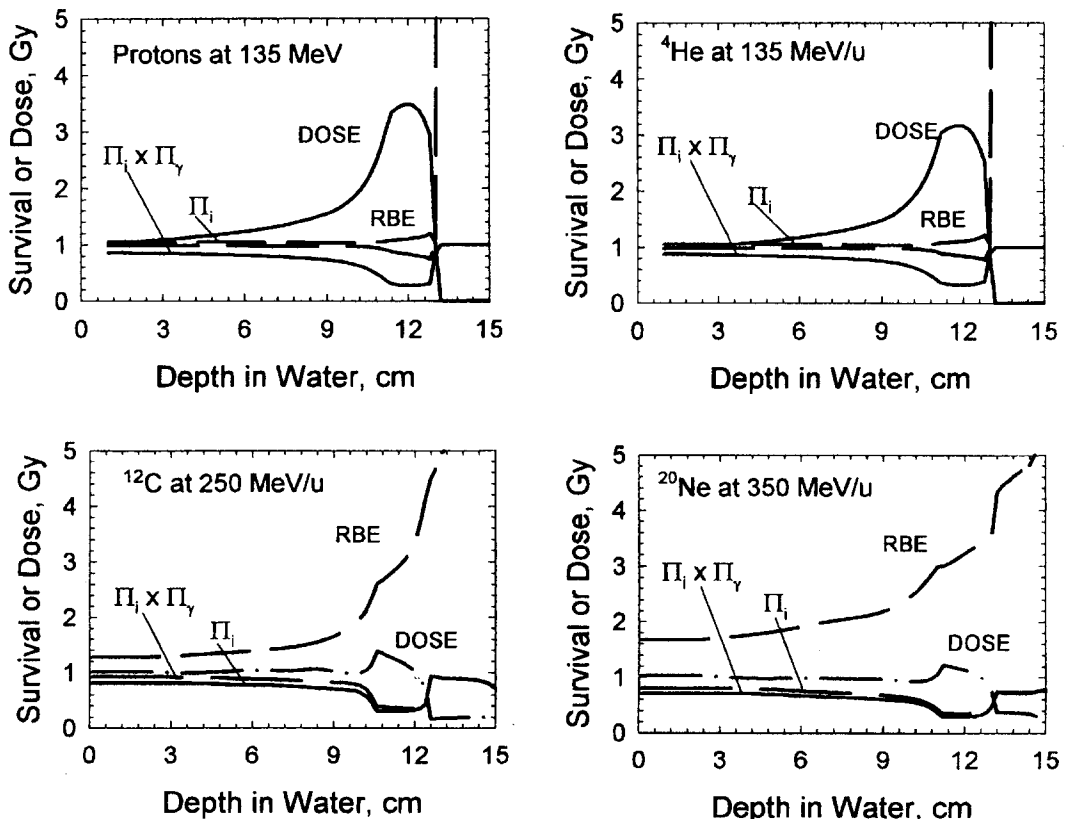 Protons at 135 MeV
DOSE
Πᵢ x Πᵧ
Πᵢ
RBE
Survival or Dose, Gy
5
4
3
2
1
0
0 3 6 9 12 15
Depth in Water, cm
⁴He at 135 MeV/u
DOSE
Πᵢ x Πᵧ
Πᵢ
RBE
Survival or Dose, Gy
5
4
3
2
1
0
0 3 6 9 12 15
Depth in Water, cm
¹²C at 250 MeV/u
RBE
Πᵢ x Πᵧ
Πᵢ
DOSE
Survival or Dose, Gy
5
4
3
2
1
0
0 3 6 9 12 15
Depth in Water, cm
²⁰Ne at 350 MeV/u
RBE
Πᵢ x Πᵧ
Πᵢ
DOSE
Survival or Dose, Gy
5
4
3
2
1
0
0 3 6 9 12 15
Depth in Water, cm